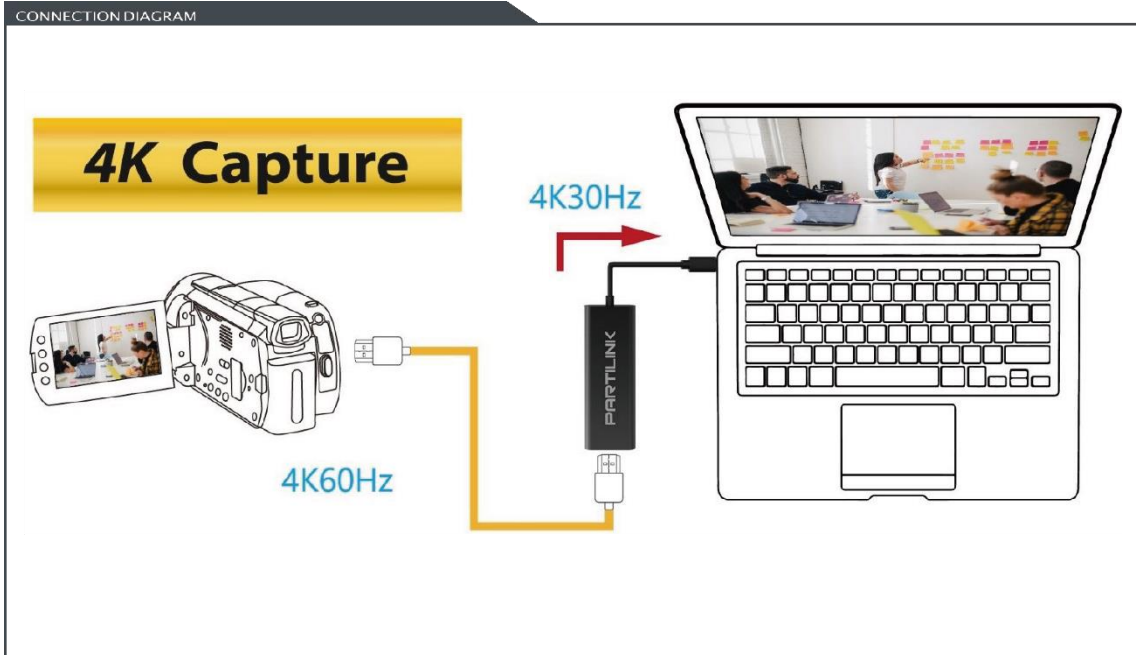 CONNECTION DIAGRAM
4K Capture
4K30Hz
PARTILINK
4K60Hz